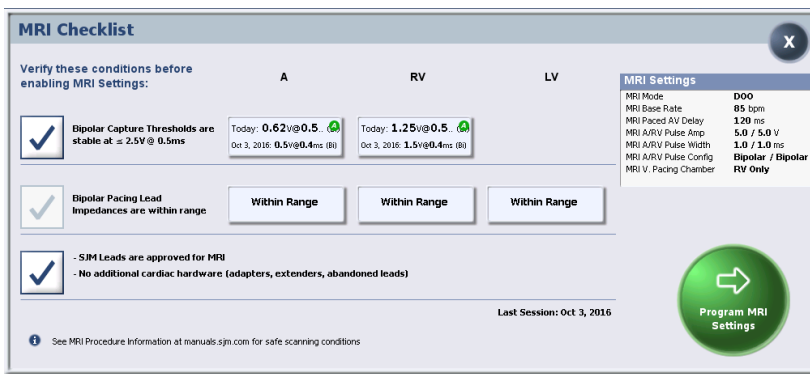 MRI Checklist
X
Verify these conditions before
enabling MRI Settings:
A
RV
LV
Bipolar Capture Thresholds are
stable at ≤ 2.5V @ 0.5ms
Today: 0.62V@0.5..
Oct 3, 2016: 0.5V@0.4ms (Bi)
Today: 1.25V@0.5..
Oct 3, 2016: 1.5V@0.4ms (Bi)
Bipolar Pacing Lead
Impedances are within range
Within Range
Within Range
Within Range
- SJM Leads are approved for MRI
- No additional cardiac hardware (adapters, extenders, abandoned leads)
Last Session: Oct 3, 2016
See MRI Procedure Information at manuals.sjm.com for safe scanning conditions
MRI Settings
MRI Mode DOO
MRI Base Rate 85 bpm
MRI Paced AV Delay 120 ms
MRI A/RV Pulse Amp 5.0 / 5.0 V
MRI A/RV Pulse Width 1.0 / 1.0 ms
MRI A/RV Pulse Config Bipolar / Bipolar
MRI V. Pacing Chamber RV Only
Program MRI
Settings